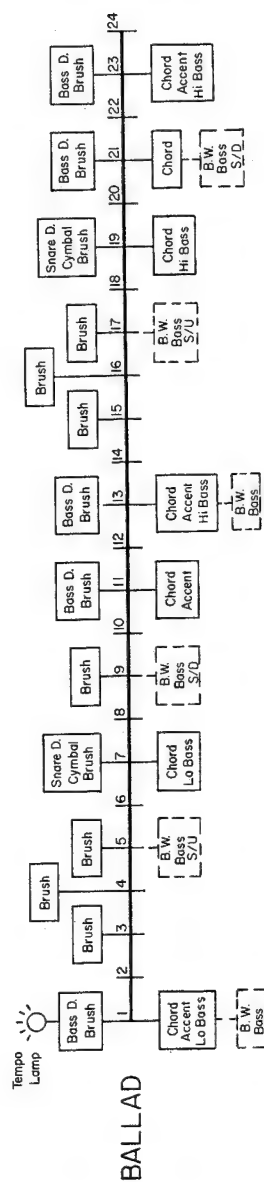 Tempo
Lamp
Bass D.
Brush
Brush
Brush
Brush
Snare D.
Cymbal
Brush
Brush
Bass D.
Brush
Bass D.
Brush
Brush
Brush
Brush
Snare D.
Cymbal
Brush
Bass D.
Brush
Bass D.
Brush
BALLAD
1 2 3 4 5 6 7 8 9 10 11 12 13 14 15 16 17 18 19 20 21 22 23 24
Chord
Accent
Lo Bass
B.W.
Bass
B.W.
Bass
S/U
Chord
Lo Bass
B.W.
Bass
S/D
Chord
Accent
Chord
Accent
Hi Bass
B.W.
Bass
B.W.
Bass
S/U
Chord
Hi Bass
Chord
B.W.
Bass
S/D
Chord
Accent
Hi Bass